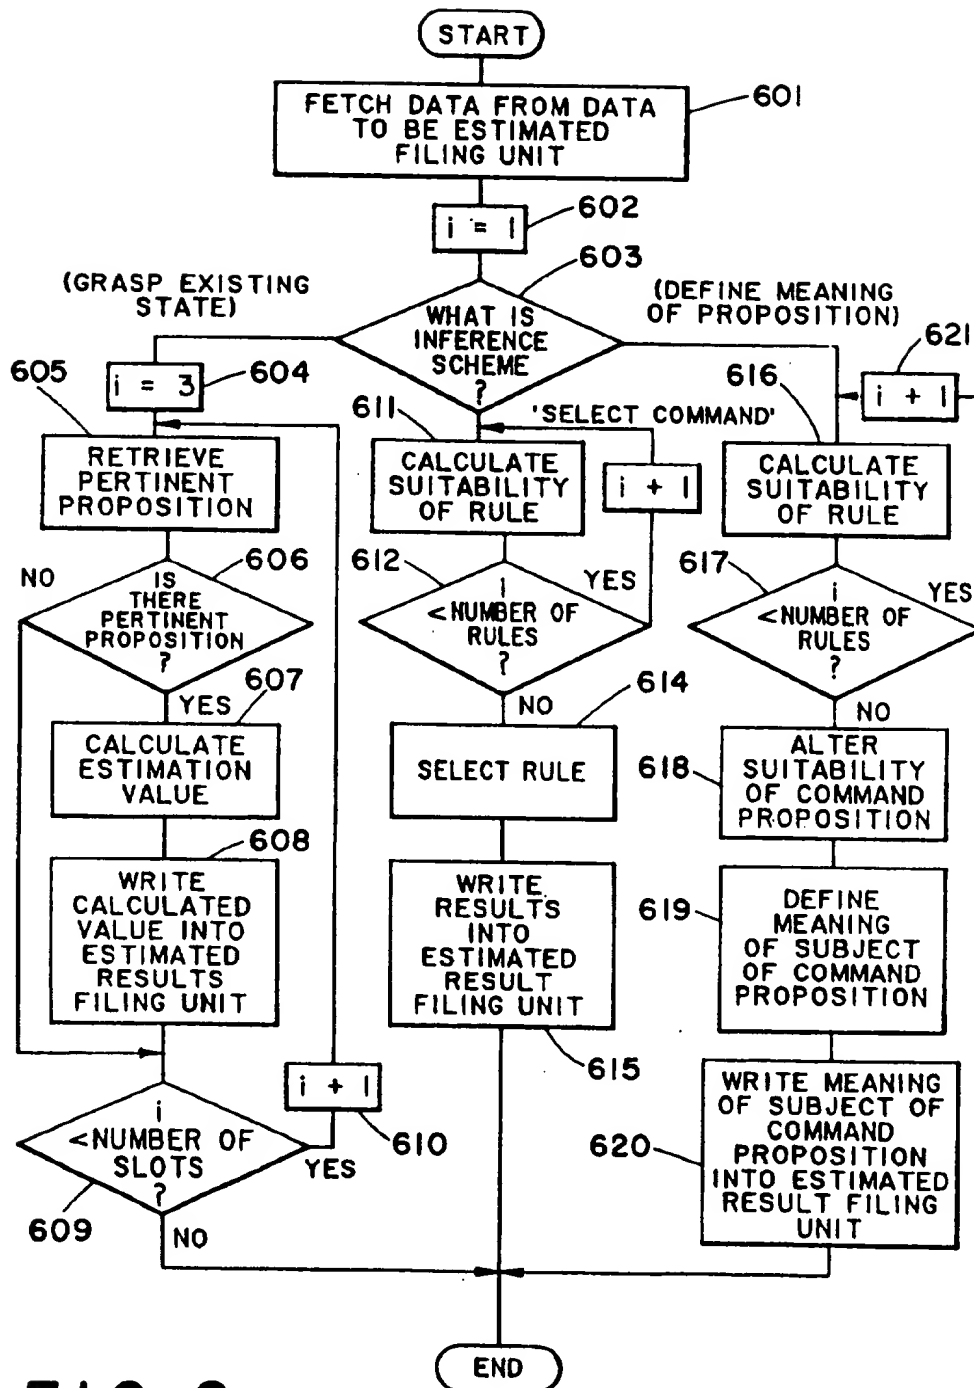 START
FETCH DATA FROM DATA
TO BE ESTIMATED
FILING UNIT
601
i = 1
602
603
(GRASP EXISTING
STATE)
WHAT IS
INFERENCE
SCHEME
?
(DEFINE MEANING
OF PROPOSITION)
621
i + 1
604
i = 3
605
RETRIEVE
PERTINENT
PROPOSITION
'SELECT COMMAND'
611
CALCULATE
SUITABILITY
OF RULE
i + 1
616
CALCULATE
SUITABILITY
OF RULE
606
NO
IS
THERE
PERTINENT
PROPOSITION
?
YES
612
i
<NUMBER OF
RULES
?
YES
NO
617
i
<NUMBER OF
RULES
?
YES
NO
607
CALCULATE
ESTIMATION
VALUE
614
SELECT RULE
618
ALTER
SUITABILITY
OF COMMAND
PROPOSITION
608
WRITE
CALCULATED
VALUE INTO
ESTIMATED
RESULTS
FILING UNIT
WRITE
RESULTS
INTO
ESTIMATED
RESULT
FILING UNIT
615
619
DEFINE
MEANING
OF SUBJECT
OF COMMAND
PROPOSITION
i + 1
610
i
<NUMBER OF
SLOTS
?
YES
609
NO
620
WRITE MEANING
OF SUBJECT OF
COMMAND
PROPOSITION
INTO ESTIMATED
RESULT FILING
UNIT
END